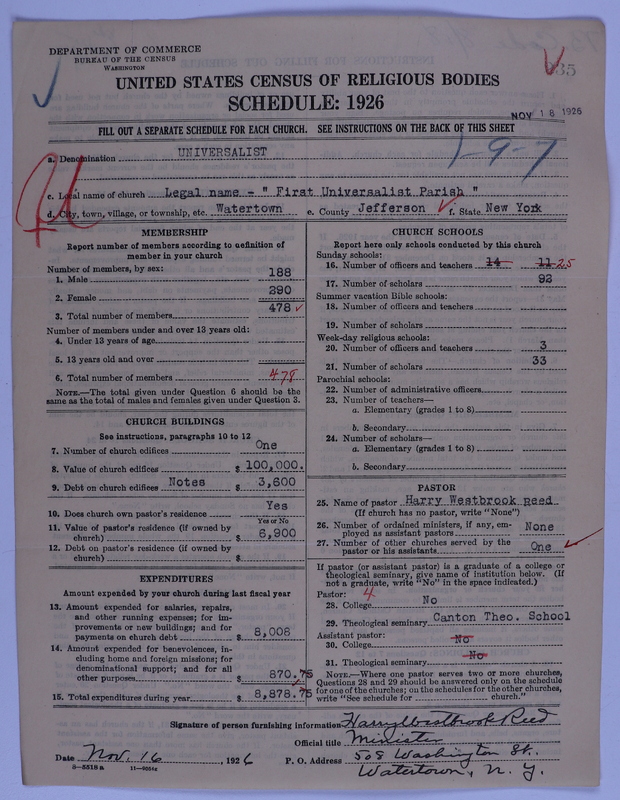 DEPARTMENT OF COMMERCE
BUREAU OF THE CENSUS
WASHINGTON
UNITED STATES CENSUS OF RELIGIOUS BODIES
SCHEDULE: 1926
NOV 18 1926
FILL OUT A SEPARATE SCHEDULE FOR EACH CHURCH. SEE INSTRUCTIONS ON THE BACK OF THIS SHEET
a. Denomination UNIVERSALIST
1-9-7
c. Local name of church Legal name - " First Universalist Parish "
d. City, town, village, or township, etc. Watertown e. County Jefferson f. State New York
MEMBERSHIP
Report number of members according to definition of
member in your church
Number of members, by sex:
1. Male 188
2. Female 290
3. Total number of members 478
Number of members under and over 13 years old:
4. Under 13 years of age
5. 13 years old and over
6. Total number of members 478
NOTE.—The total given under Question 6 should be
same as the total of males and females given under Question 3.
CHURCH BUILDINGS
See instructions, paragraphs 10 to 12
7. Number of church edifices One
8. Value of church edifices $ 100,000.
9. Debt on church edifices Notes $ 3,600
10. Does church own pastor's residence Yes
Yes or No
11. Value of pastor's residence (if owned by
church) $ 6,900
12. Debt on pastor's residence (if owned by
church) $
EXPENDITURES
Amount expended by your church during last fiscal year
13. Amount expended for salaries, repairs,
and other running expenses; for im-
provements or new buildings; and for
payments on church debt $ 8,008
14. Amount expended for benevolences, in-
cluding home and foreign missions; for
denominational support; and for all
other purposes $ 870.75
15. Total expenditures during year $ 8,878.75
CHURCH SCHOOLS
Report here only schools conducted by this church
Sunday schools:
16. Number of officers and teachers 14 11 25
17. Number of scholars 92
Summer vacation Bible schools:
18. Number of officers and teachers
19. Number of scholars
Week-day religious schools:
20. Number of officers and teachers 3
21. Number of scholars 33
Parochial schools:
22. Number of administrative officers
23. Number of teachers—
a. Elementary (grades 1 to 8)
b. Secondary
24. Number of scholars—
a. Elementary (grades 1 to 8)
b. Secondary
PASTOR
25. Name of pastor Harry Westbrook Reed
(If church has no pastor, write "None")
26. Number of ordained ministers, if any, em-
ployed as assistant pastors None
27. Number of other churches served by the
pastor or his assistants One
If pastor (or assistant pastor) is a graduate of a college or
theological seminary, give name of institution below. (If
not a graduate, write "No" in the space indicated.)
Pastor: 4
28. College No
29. Theological seminary Canton Theo. School
Assistant pastor:
30. College No
31. Theological seminary No
NOTE.—Where one pastor serves two or more churches,
Questions 28 and 29 should be answered only on the schedule
for one of the churches; on the schedules for the other churches,
write "See schedule for church."
Signature of person furnishing information Harry Westbrook Reed
Official title Minister
Date Nov. 16, 1926 P. O. Address 508 Washington St.
Watertown, N. Y.